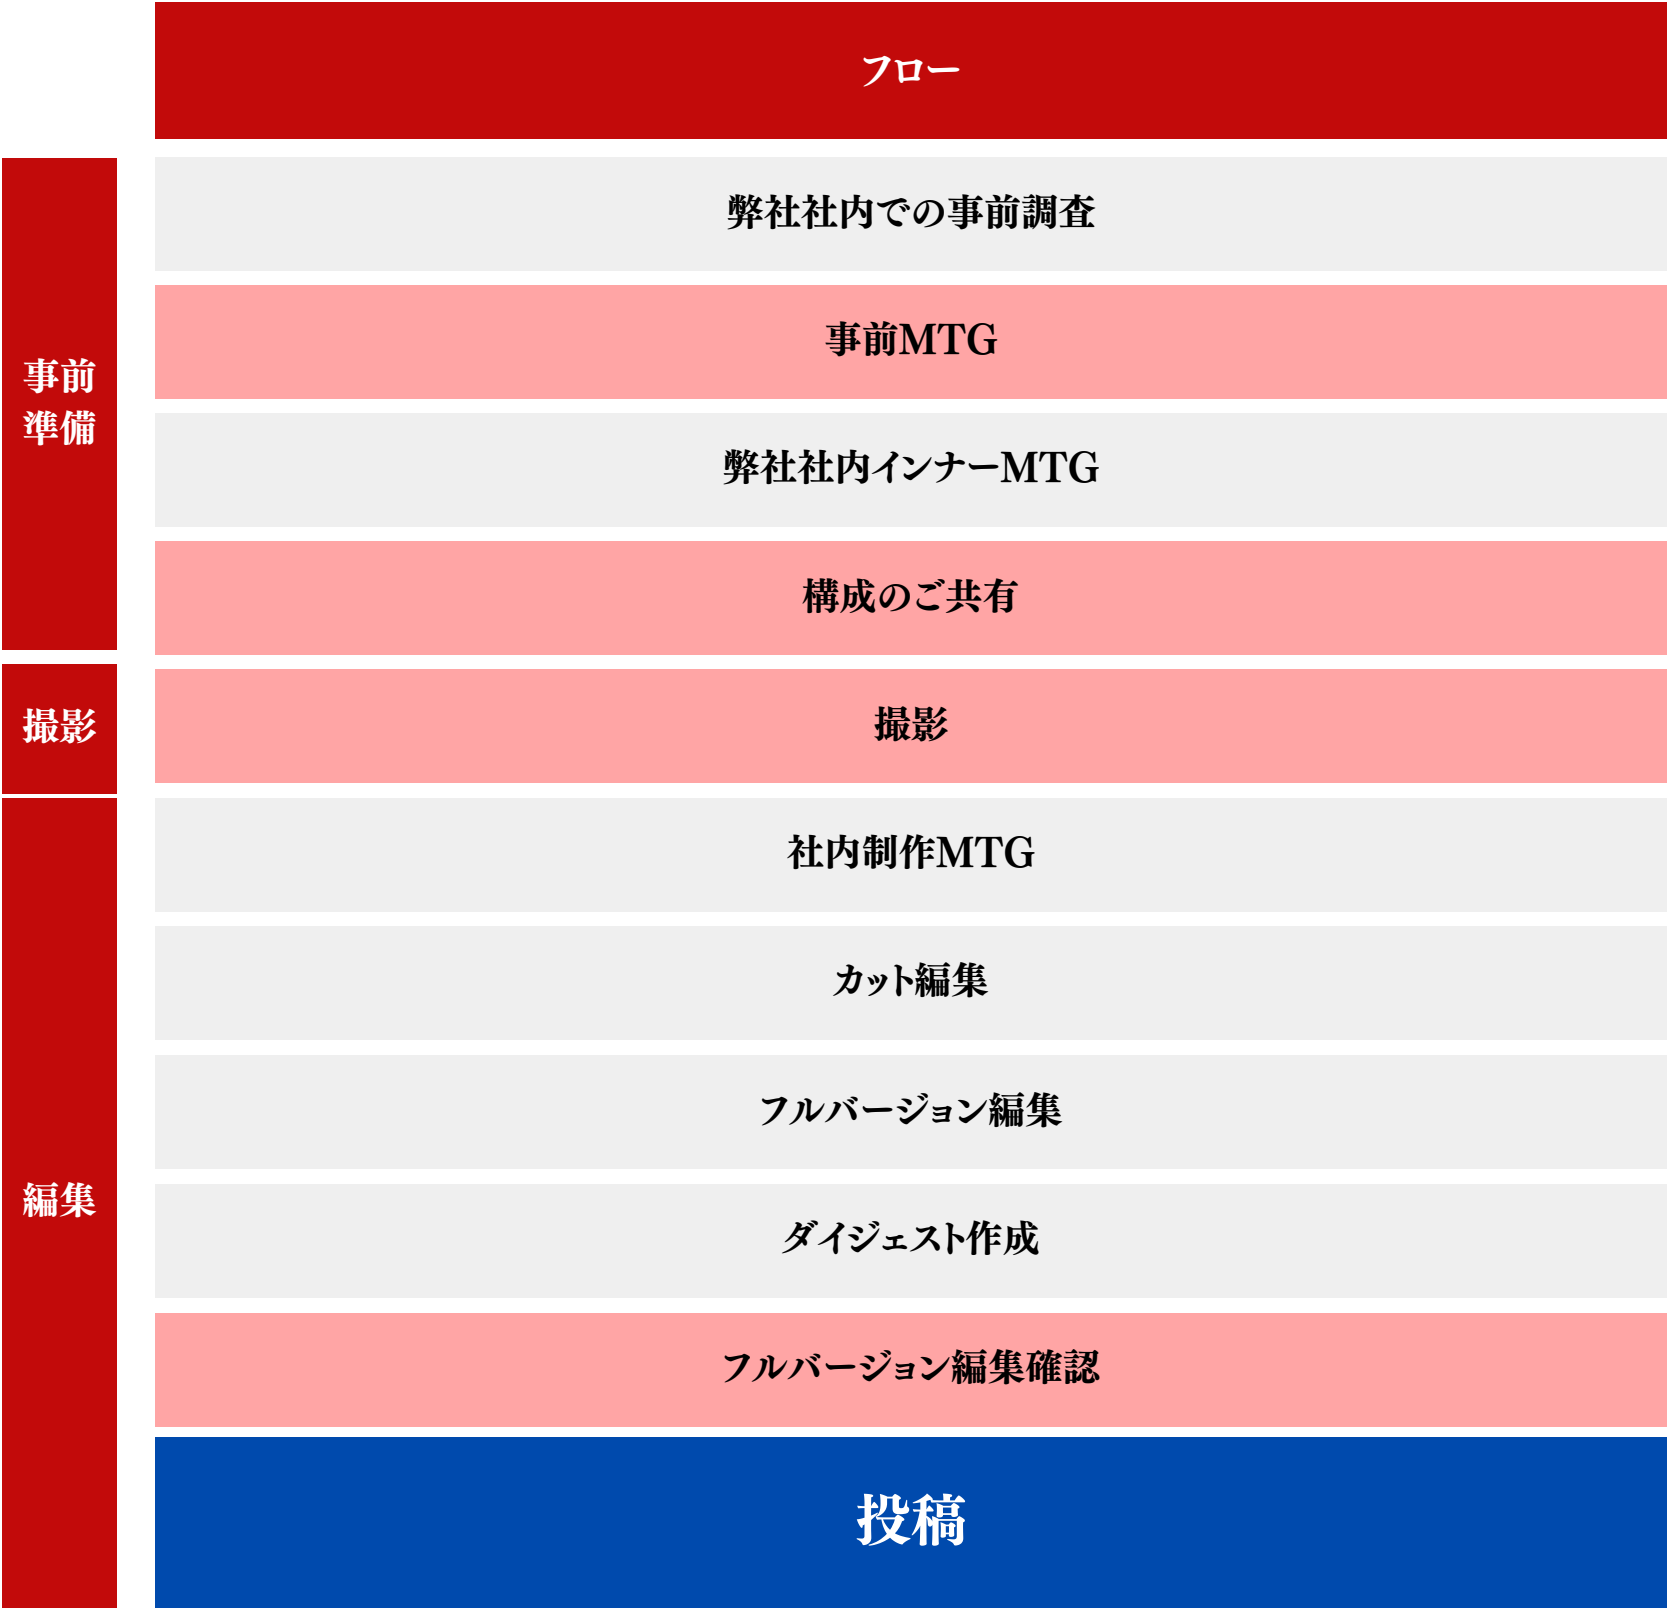 フロー
事前
準備
弊社社内での事前調査
事前MTG
弊社社内インナーMTG
構成のご共有
撮影
撮影
編集
社内制作MTG
カット編集
フルバージョン編集
ダイジェスト作成
フルバージョン編集確認
投稿